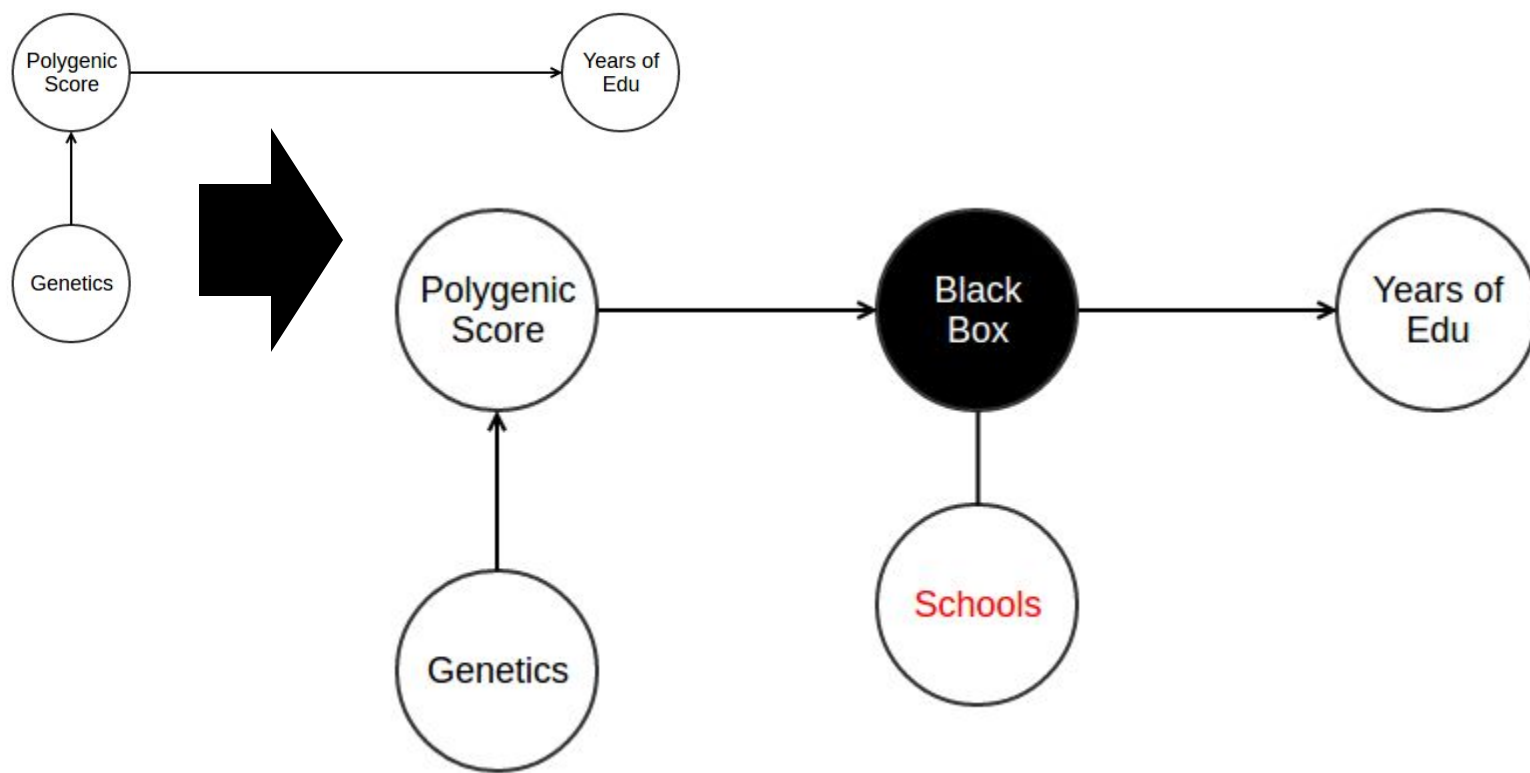 Polygenic
Score
Years of
Edu
Genetics
Polygenic
Score
Black
Box
Years of
Edu
Schools
Genetics